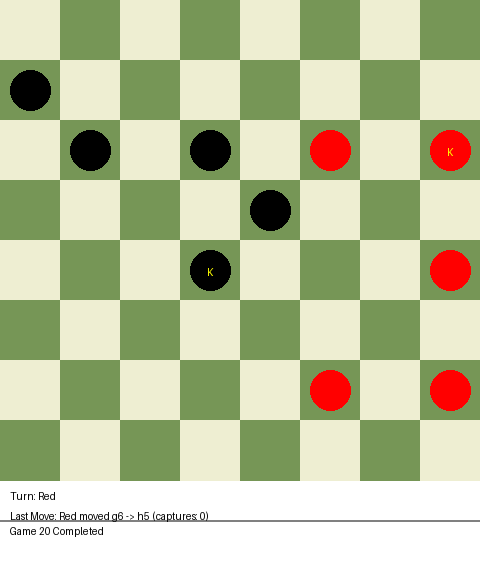 K
K
Turn: Red
Last Move: Red moved g6 -> h5 (captures: 0)
Game 20 Completed